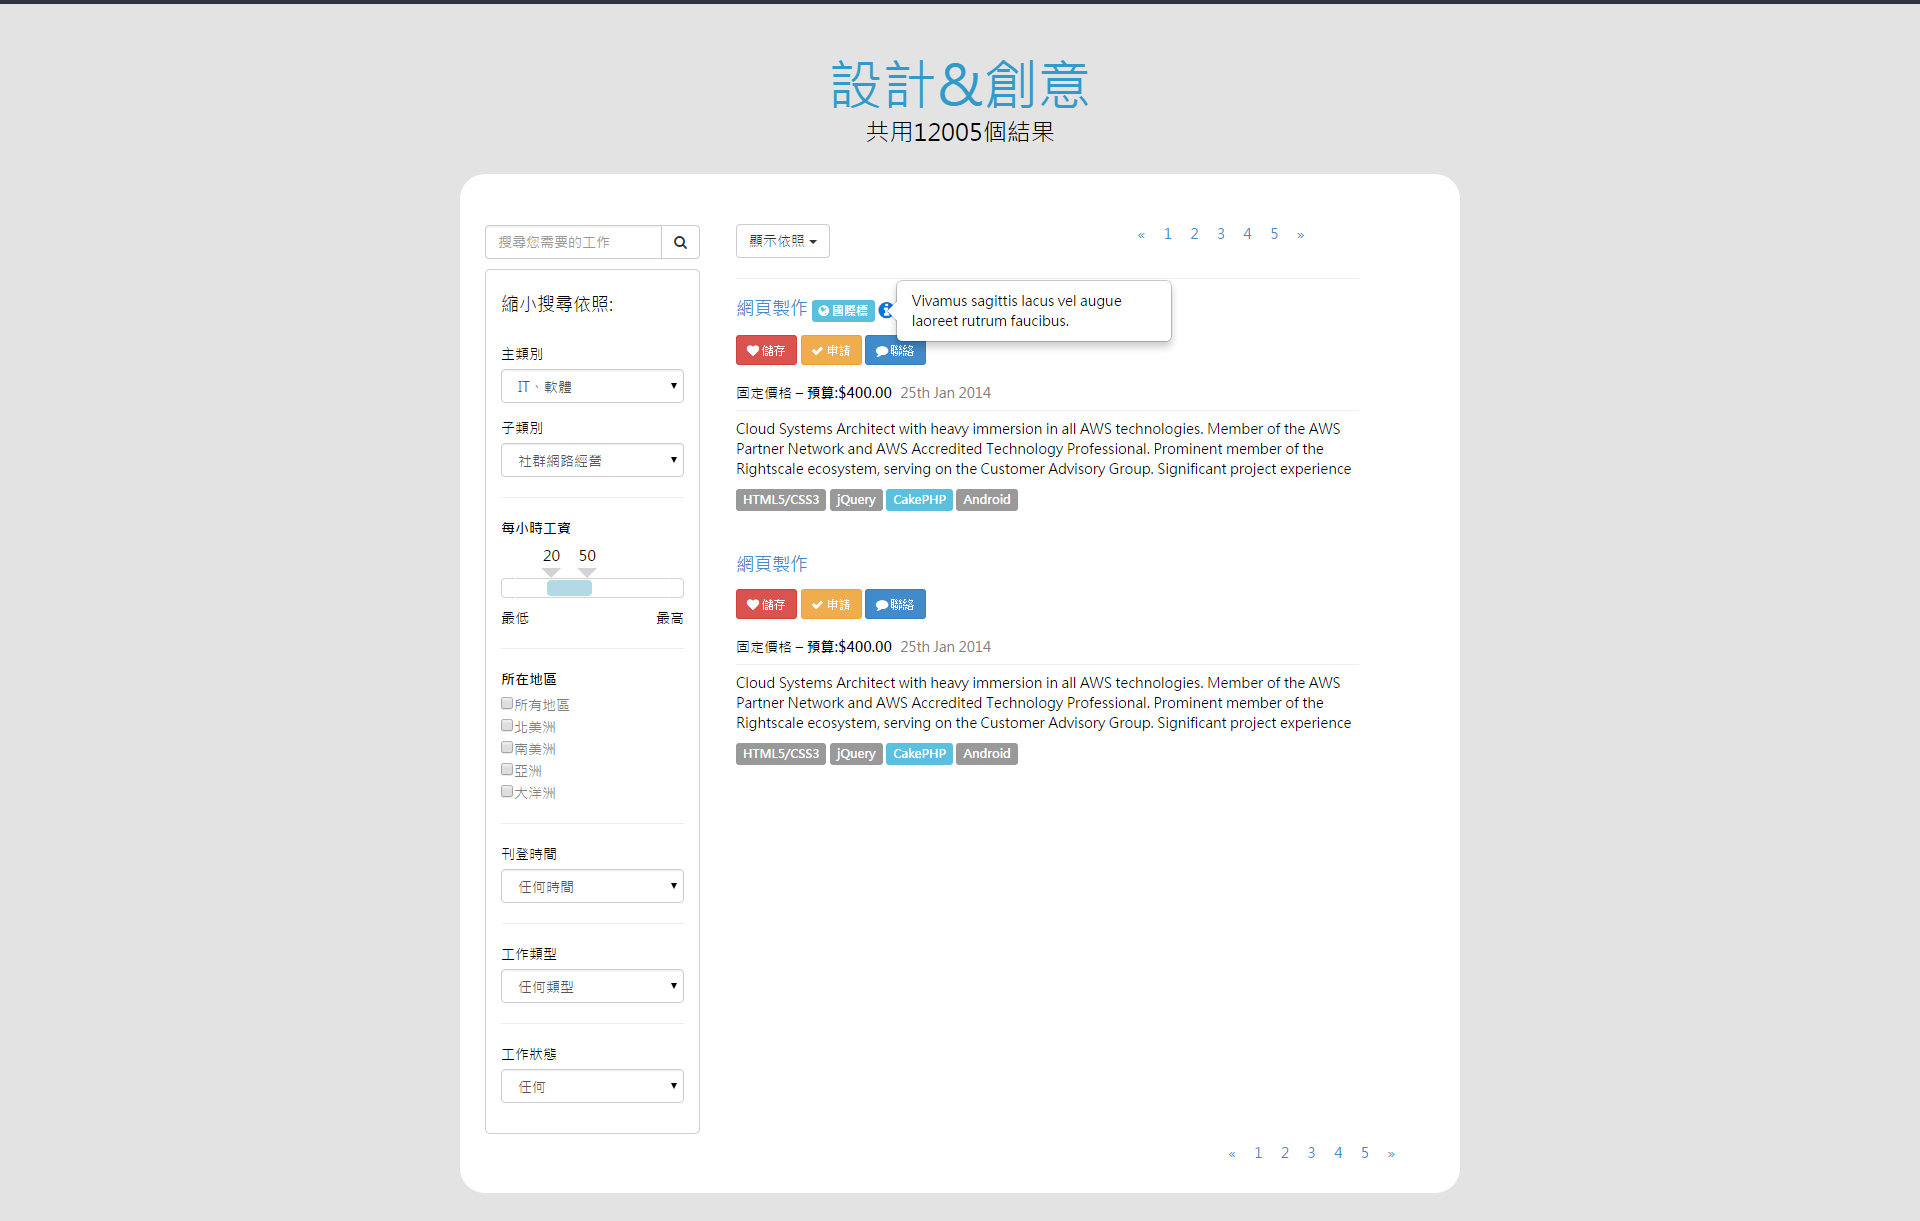 設計&創意
共用12005個結果
搜尋您需要的工作
縮小搜尋依照:
主類別
IT、軟體
子類別
社群網路經營
每小時工資
20 50
最低 最高
所在地區
所有地區
北美洲
南美洲
亞洲
大洋洲
刊登時間
任何時間
工作類型
任何類型
工作狀態
任何
顯示依照
« 1 2 3 4 5 »
網頁製作 國際標
Vivamus sagittis lacus vel augue
laoreet rutrum faucibus.
儲存 申請 聯絡
固定價格 – 預算:$400.00 25th Jan 2014
Cloud Systems Architect with heavy immersion in all AWS technologies. Member of the AWS
Partner Network and AWS Accredited Technology Professional. Prominent member of the
Rightscale ecosystem, serving on the Customer Advisory Group. Significant project experience
HTML5/CSS3 jQuery CakePHP Android
網頁製作
儲存 申請 聯絡
固定價格 – 預算:$400.00 25th Jan 2014
Cloud Systems Architect with heavy immersion in all AWS technologies. Member of the AWS
Partner Network and AWS Accredited Technology Professional. Prominent member of the
Rightscale ecosystem, serving on the Customer Advisory Group. Significant project experience
HTML5/CSS3 jQuery CakePHP Android
« 1 2 3 4 5 »